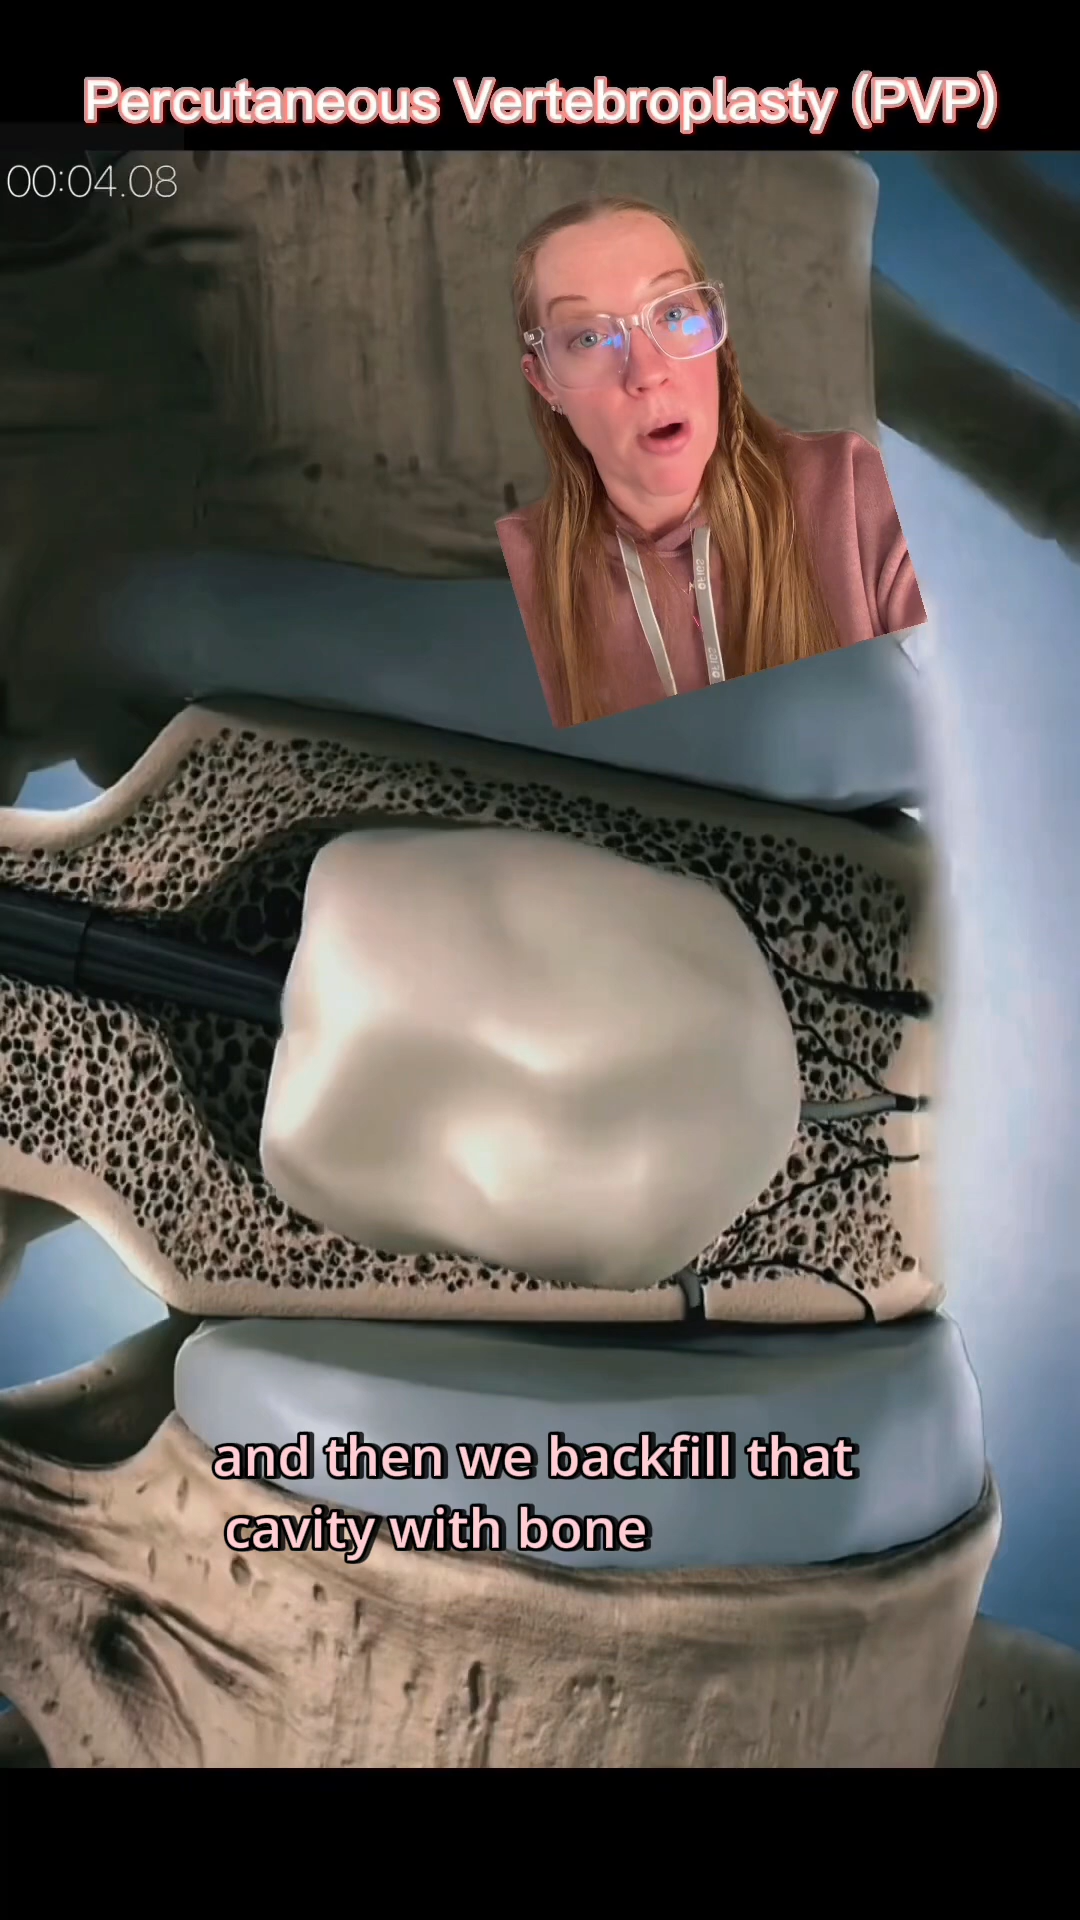 Percutaneous Vertebroplasty (PVP)
00:04.08
and then we backfill that
cavity with bone